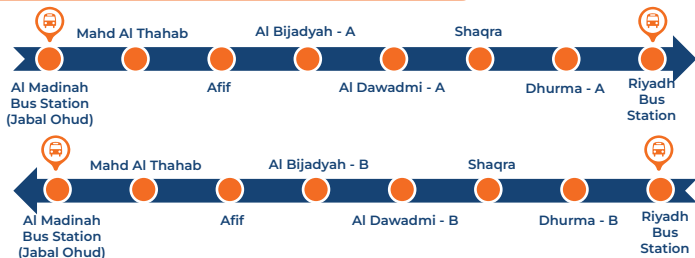 Mahd Al Thahab
Al Bijadyah - A
Shaqra
Al Madinah
Bus Station
(Jabal Ohud)
Afif
Al Dawadmi - A
Dhurma - A
Riyadh
Bus
Station
Mahd Al Thahab
Al Bijadyah - B
Shaqra
Al Madinah
Bus Station
(Jabal Ohud)
Afif
Al Dawadmi - B
Dhurma - B
Riyadh
Bus
Station